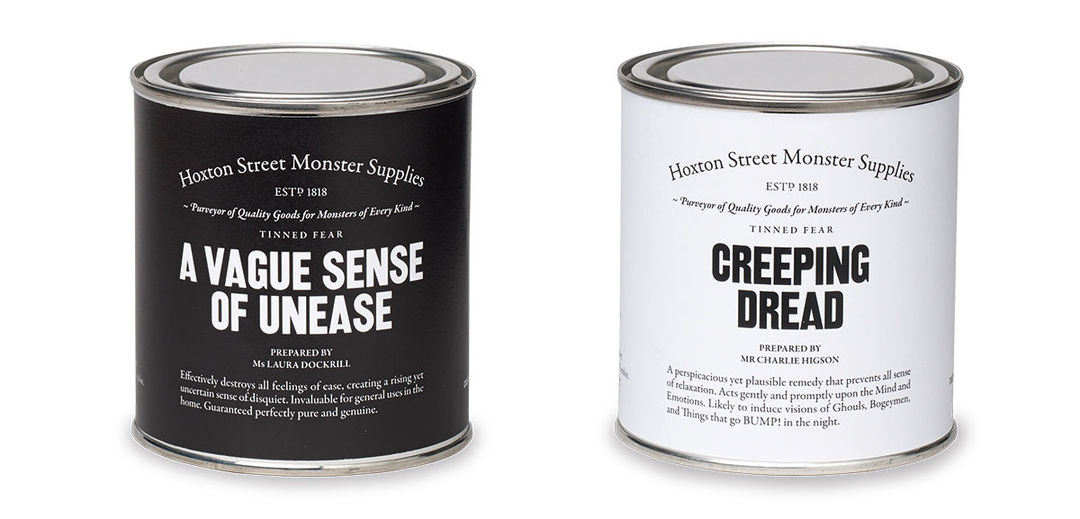 Hoxton Street Monster Supplies
ESTD 1818
~ Purveyor of Quality Goods for Monsters of Every Kind ~
TINNED FEAR
A VAGUE SENSE
OF UNEASE
PREPARED BY
Ms LAURA DOCKRILL
Effectively destroys all feelings of ease, creating a rising yet
uncertain sense of disquiet. Invaluable for general uses in the
home. Guaranteed perfectly pure and genuine.
Hoxton Street Monster Supplies
ESTD 1818
~ Purveyor of Quality Goods for Monsters of Every Kind ~
TINNED FEAR
CREEPING
DREAD
PREPARED BY
MR CHARLIE HIGSON
A perspicacious yet plausible remedy that prevents all sense
of relaxation. Acts gently and promptly upon the Mind and
Emotions. Likely to induce visions of Ghouls, Bogeymen,
and Things that go BUMP! in the night.